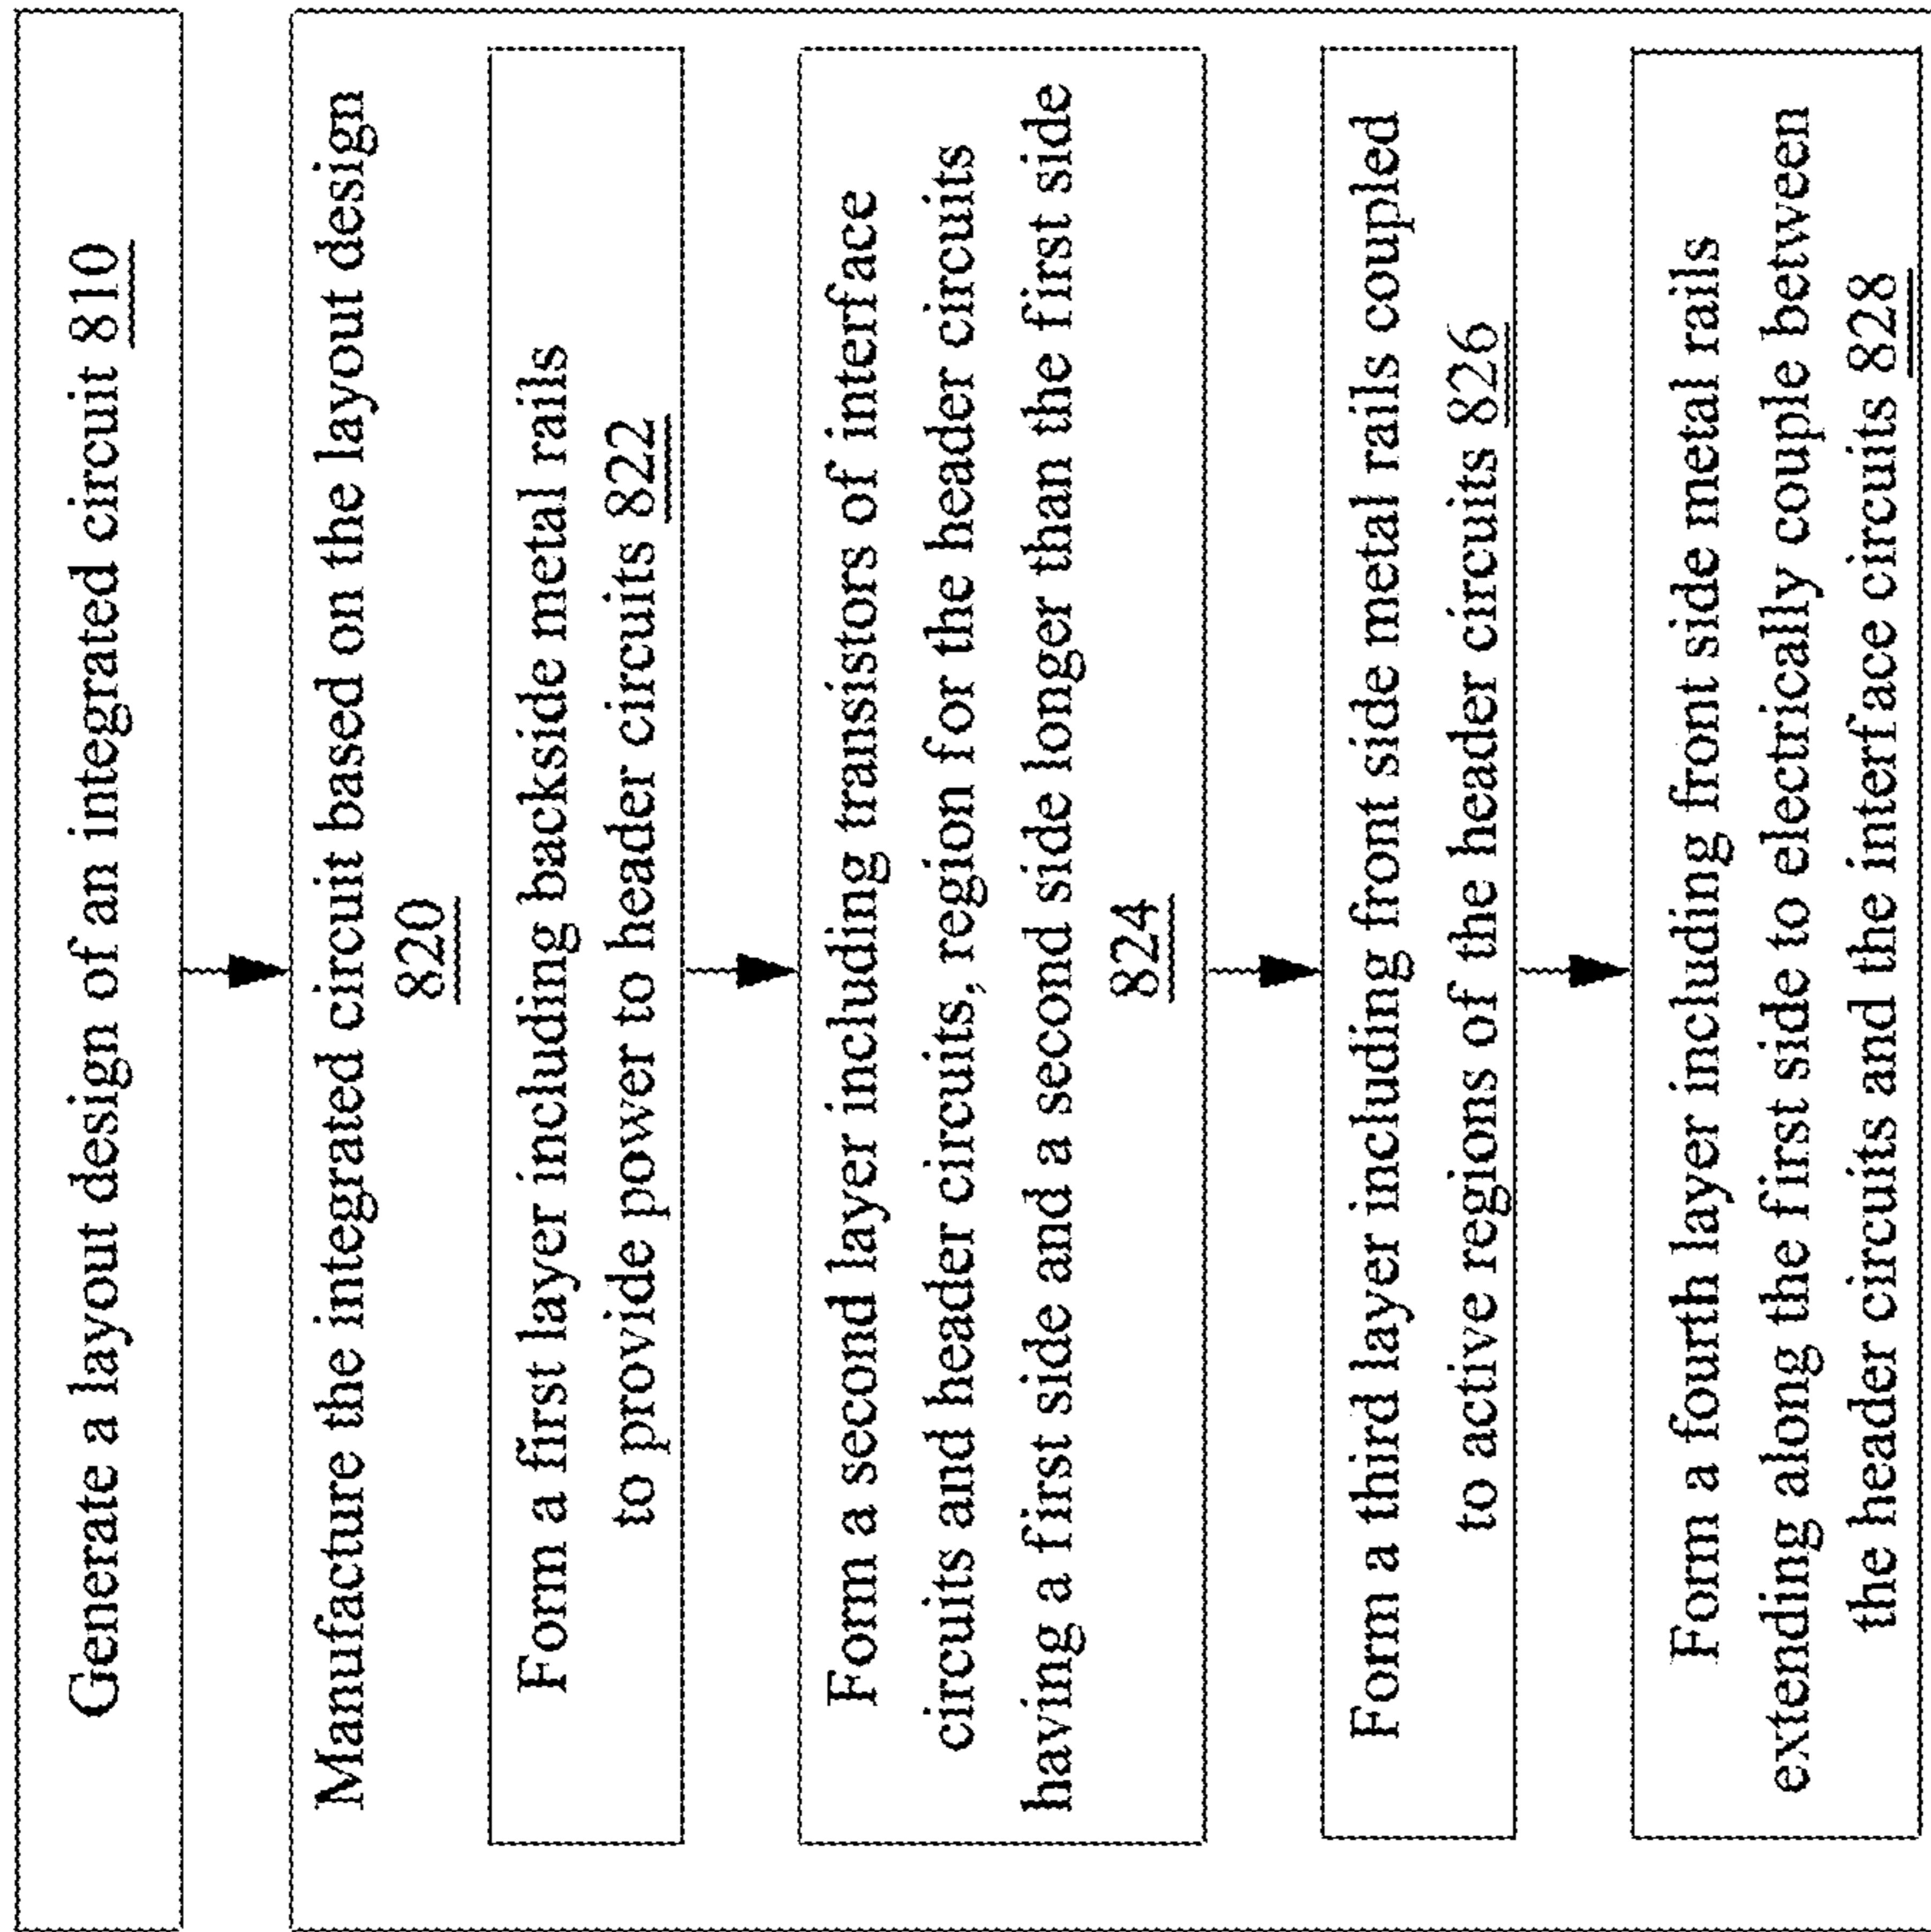 Generate a layout design of an integrated circuit 810
Manufacture the integrated circuit based on the layout design
820
Form a first layer including backside metal rails
to provide power to header circuits 822
Form a second layer including transistors of interface
circuits and header circuits, region for the header circuits
having a first side and a second side longer than the first side
824
Form a third layer including front side metal rails coupled
to active regions of the header circuits 826
Form a fourth layer including front side metal rails
extending along the first side to electrically couple between
the header circuits and the interface circuits 828